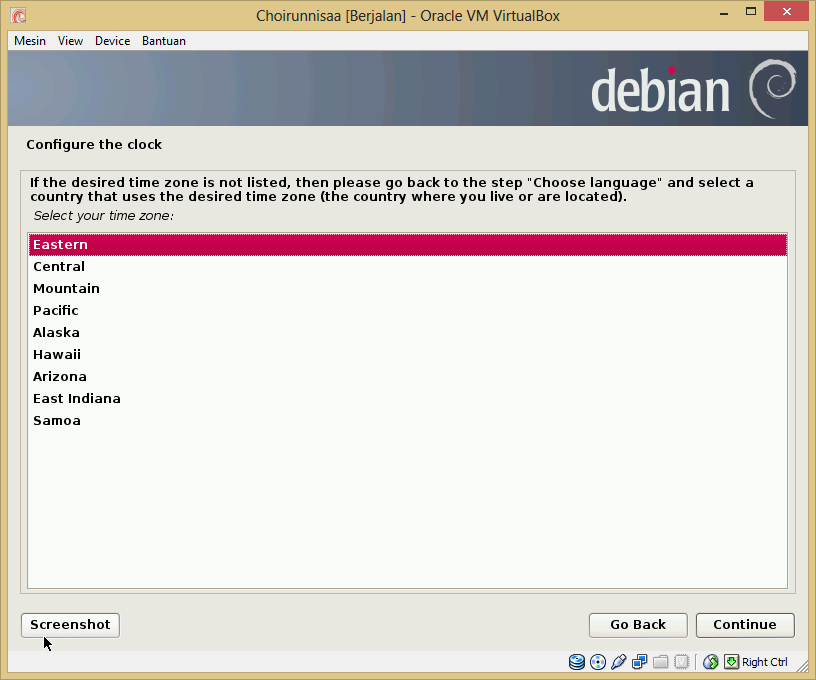 Choirunnisaa [Berjalan] - Oracle VM VirtualBox
Mesin View Device Bantuan
debian
Configure the clock
If the desired time zone is not listed, then please go back to the step "Choose language" and select a
country that uses the desired time zone (the country where you live or are located).
Select your time zone:
Eastern
Central
Mountain
Pacific
Alaska
Hawaii
Arizona
East Indiana
Samoa
Screenshot Go Back Continue
Right Ctrl